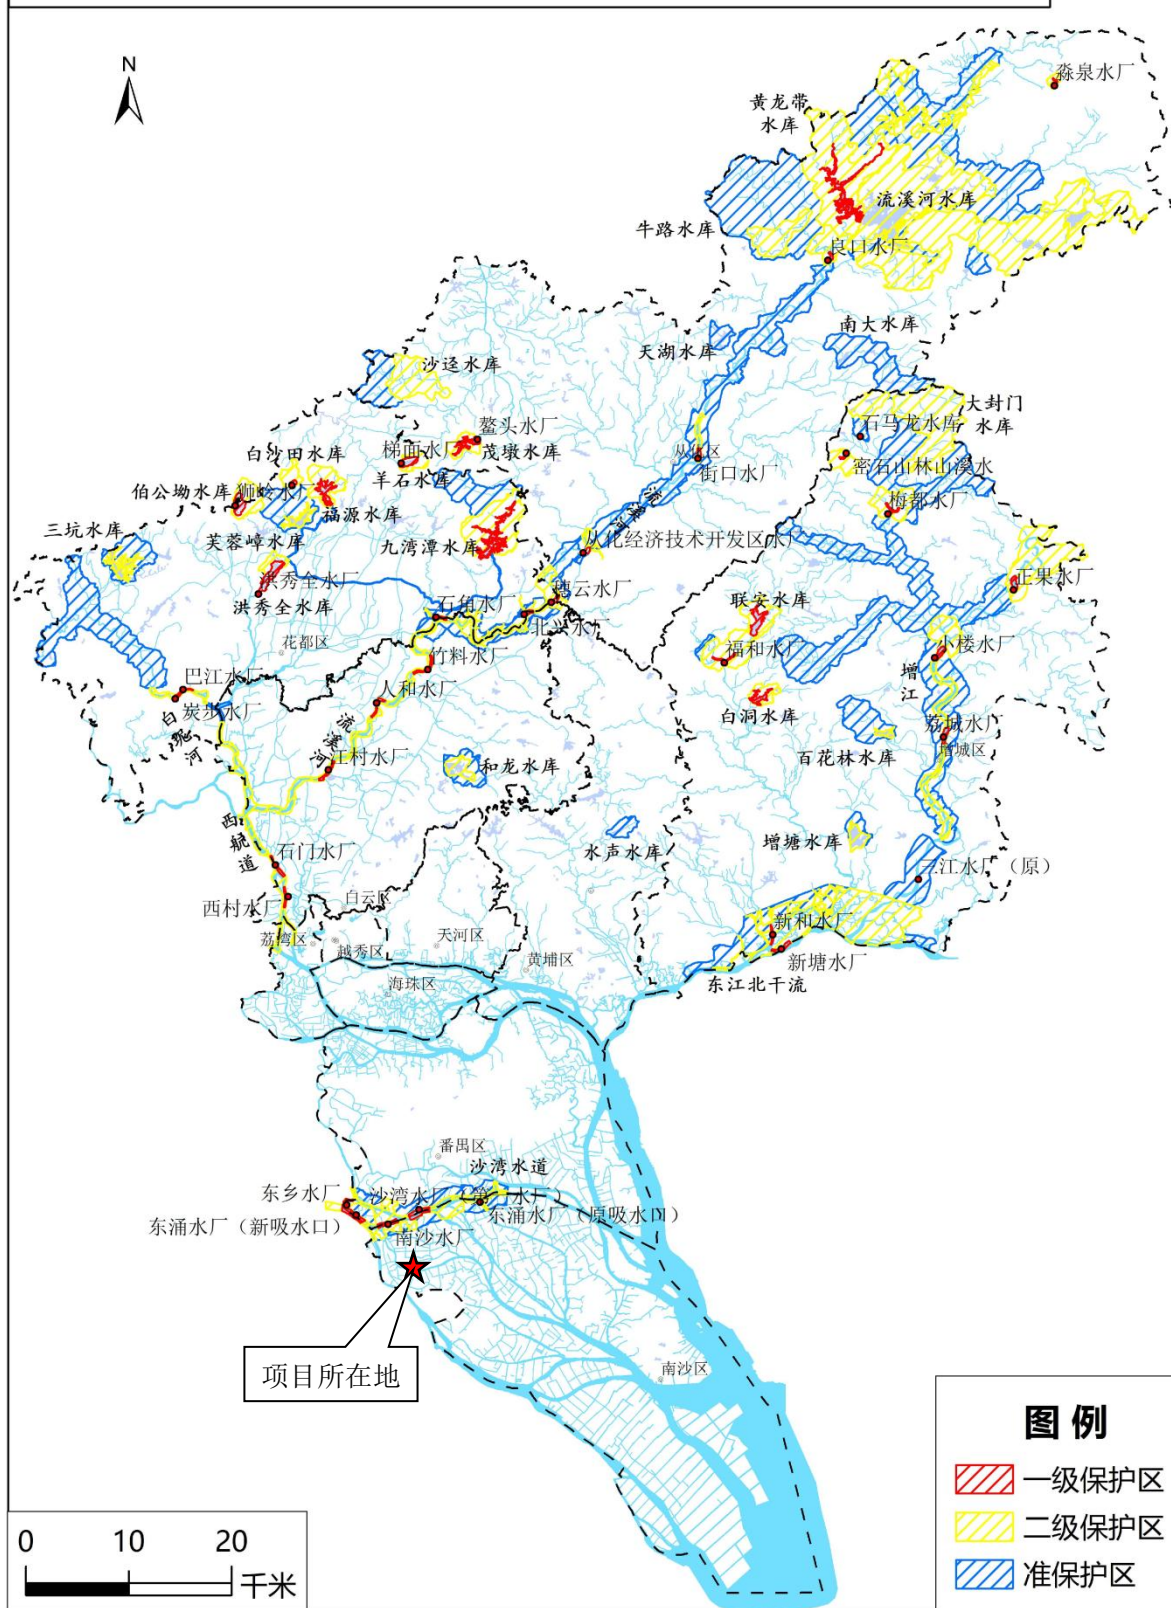 N
淼泉水厂
黄龙带
水库
流溪河水库
牛路水库
良口水厂
南大水库
天湖水库
沙迳水库
大封门
水库
石马龙水库
鳌头水厂
梯面水厂
茂墩水库
从化区
街口水厂
密石山林山溪水
白沙田水库
羊石水库
伯公坳水库
狮岭水厂
梅都水厂
福源水库
三坑水库
芙蓉嶂水库
九湾潭水库
流溪河
从化经济技术开发区水厂
洪秀全水厂
正果水厂
洪秀全水库
穗云水厂
联安水库
石角水厂
北兴水厂
花都区
福和水厂
小楼水厂
竹料水厂
巴江水厂
增江
人和水厂
炭步水厂
白坭河
白洞水库
流溪河
荔城水厂
增城区
江村水厂
和龙水库
百花林水库
西航道
水声水库
增塘水库
石门水厂
三江水厂（原）
西村水厂
白云区
新和水厂
荔湾区
越秀区
天河区
新塘水厂
黄埔区
海珠区
东江北干流
番禺区
沙湾水道
东乡水厂
沙湾水厂（第一水厂）
东涌水厂（新吸水口）
东涌水厂（原吸水口）
南沙水厂
项目所在地
南沙区
图 例
一级保护区
二级保护区
准保护区
0 10 20
千米